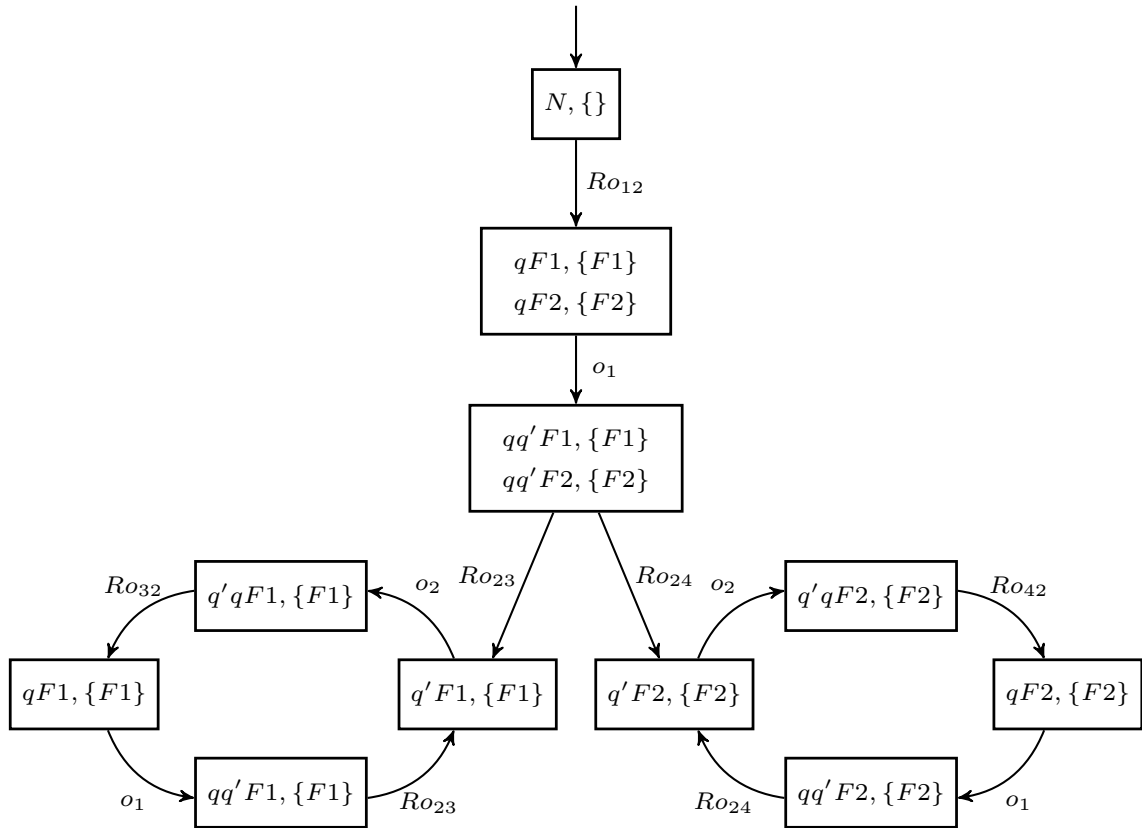 N, {}
Ro₁₂
qF1, {F1}
qF2, {F2}
o₁
qq′F1, {F1}
qq′F2, {F2}
Ro₂₃
Ro₂₄
Ro₃₂
q′qF1, {F1}
o₂
o₂
q′qF2, {F2}
Ro₄₂
qF1, {F1}
q′F1, {F1}
q′F2, {F2}
qF2, {F2}
o₁
qq′F1, {F1}
Ro₂₃
Ro₂₄
qq′F2, {F2}
o₁